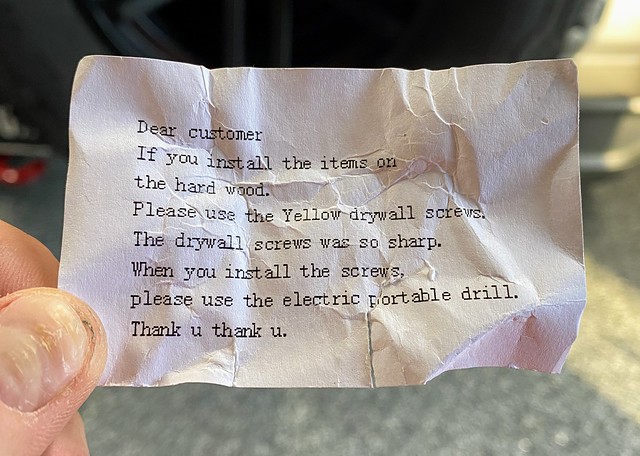 Dear customer
If you install the items on
the hard wood.
Please use the Yellow drywall screws.
The drywall screws was so sharp.
When you install the screws,
please use the electric portable drill.
Thank u thank u.